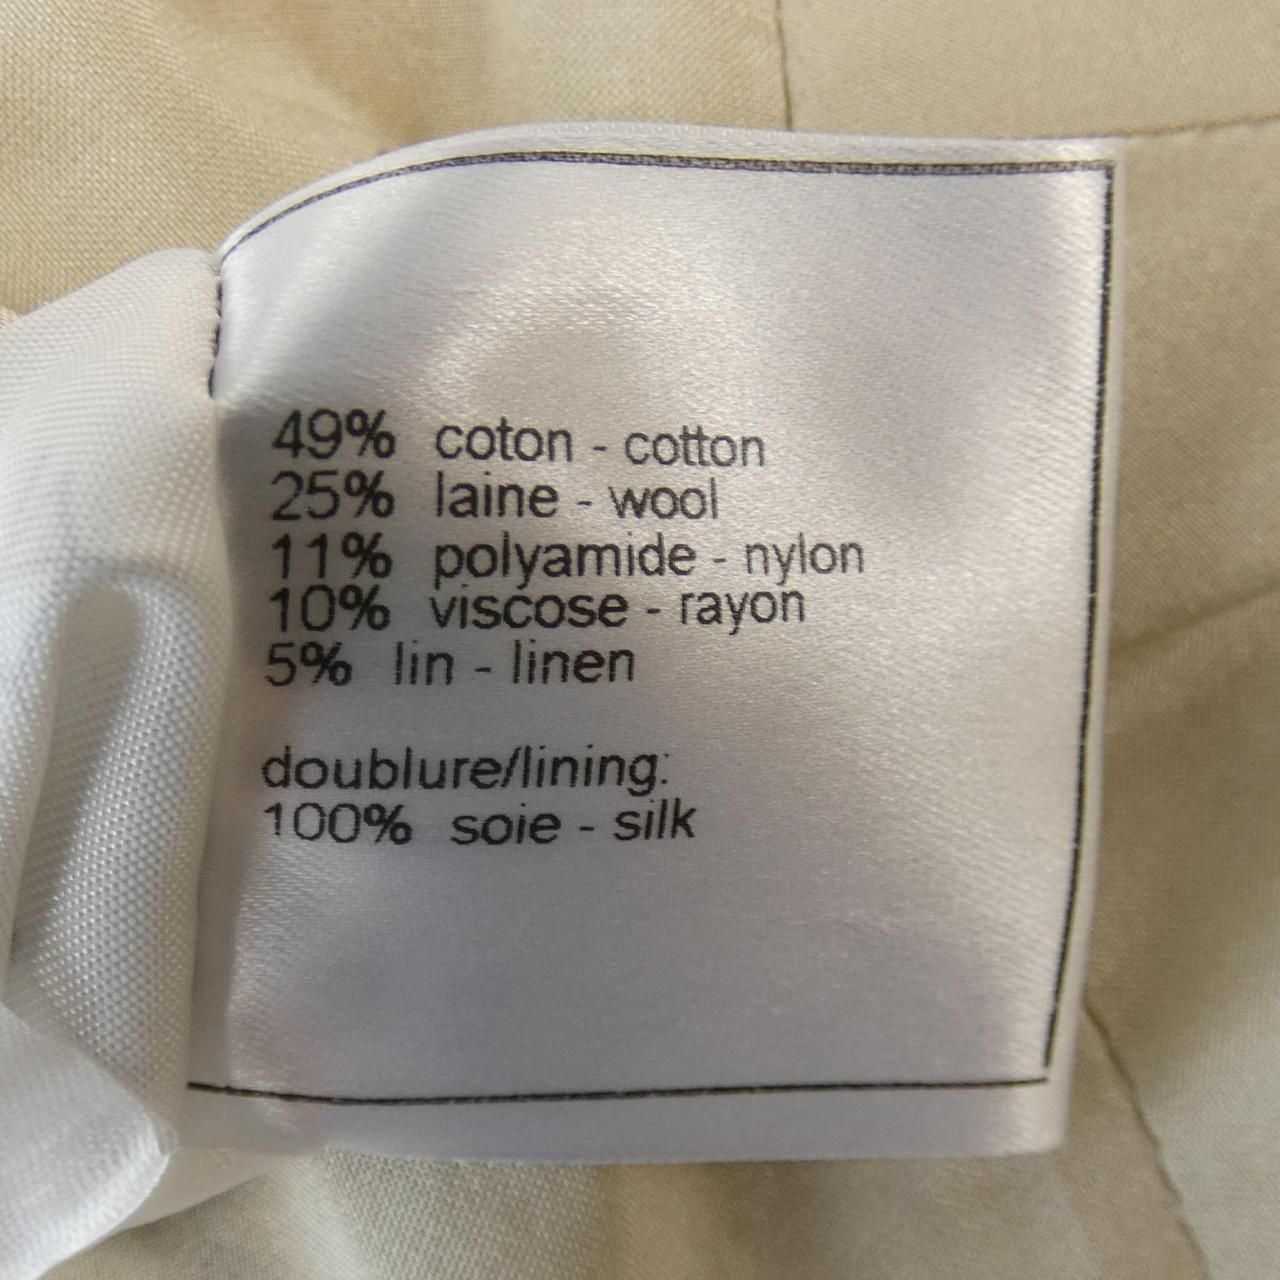 49% coton - cotton
25% laine - wool
11% polyamide - nylon
10% viscose - rayon
5% lin - linen
doublure/lining:
100% soie - silk